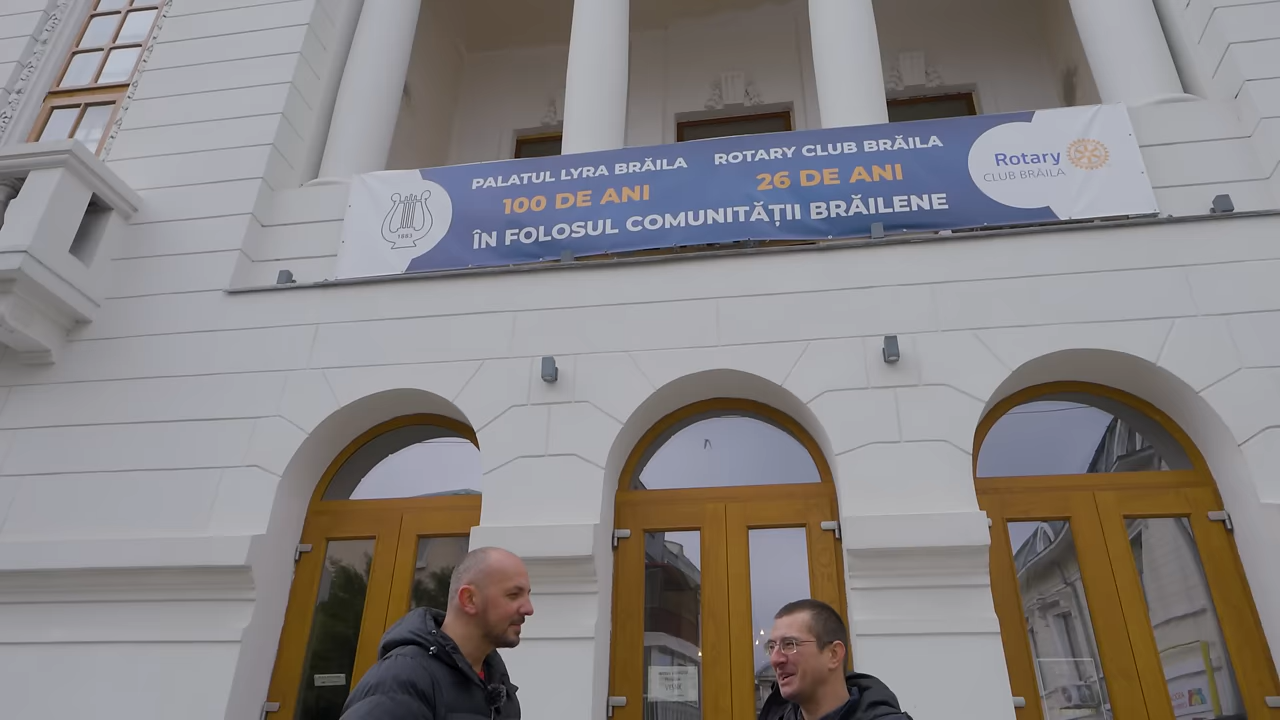 PALATUL LYRA BRĂILA
100 DE ANI
ROTARY CLUB BRĂILA
26 DE ANI
ÎN FOLOSUL COMUNITĂȚII BRĂILENE
1883
Rotary
CLUB BRĂILA